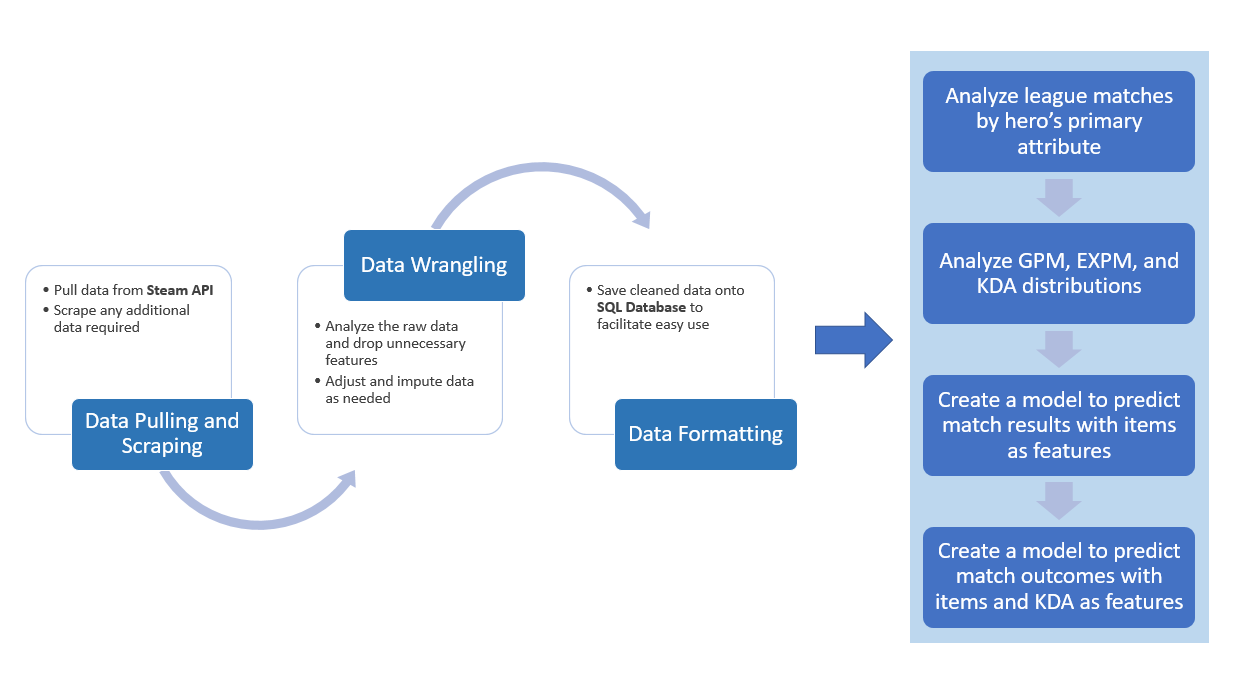 • Pull data from Steam API
• Scrape any additional
data required
Data Pulling and
Scraping
Data Wrangling
• Analyze the raw data
and drop unnecessary
features
• Adjust and impute data
as needed
• Save cleaned data onto
SQL Database to
facilitate easy use
Data Formatting
Analyze league matches
by hero’s primary
attribute
Analyze GPM, EXPM, and
KDA distributions
Create a model to predict
match results with items
as features
Create a model to predict
match outcomes with
items and KDA as features